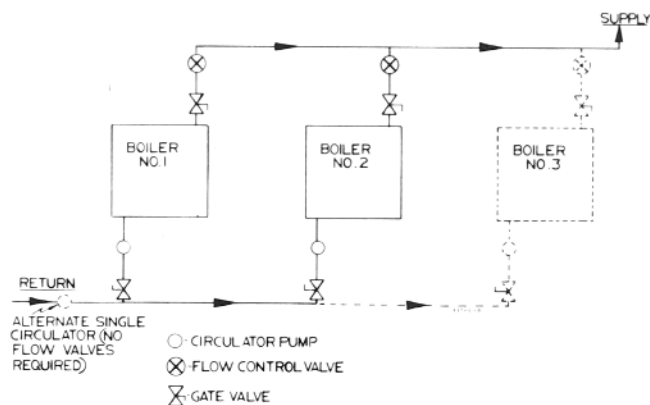 SUPPLY
BOILER
NO.1
BOILER
NO.2
BOILER
NO.3
RETURN
ALTERNATE SINGLE
CIRCULATOR (NO
FLOW VALVES
REQUIRED)
CIRCULATOR PUMP
FLOW CONTROL VALVE
GATE VALVE